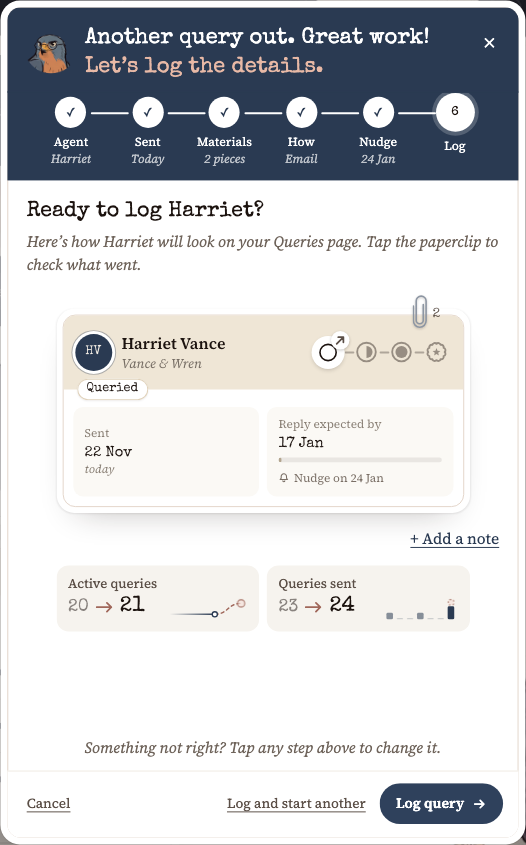 Another query out. Great work!
Let’s log the details.
✕
✓ ✓ ✓ ✓ ✓ 6
Agent Sent Materials How Nudge Log
Harriet Today 2 pieces Email 24 Jan
Ready to log Harriet?
Here’s how Harriet will look on your Queries page. Tap the paperclip to
check what went.
2
HV
Harriet Vance
Vance & Wren
Queried
Sent
22 Nov
today
Reply expected by
17 Jan
Nudge on 24 Jan
+ Add a note
Active queries
20 → 21
Queries sent
23 → 24
Something not right? Tap any step above to change it.
Cancel
Log and start another
Log query →